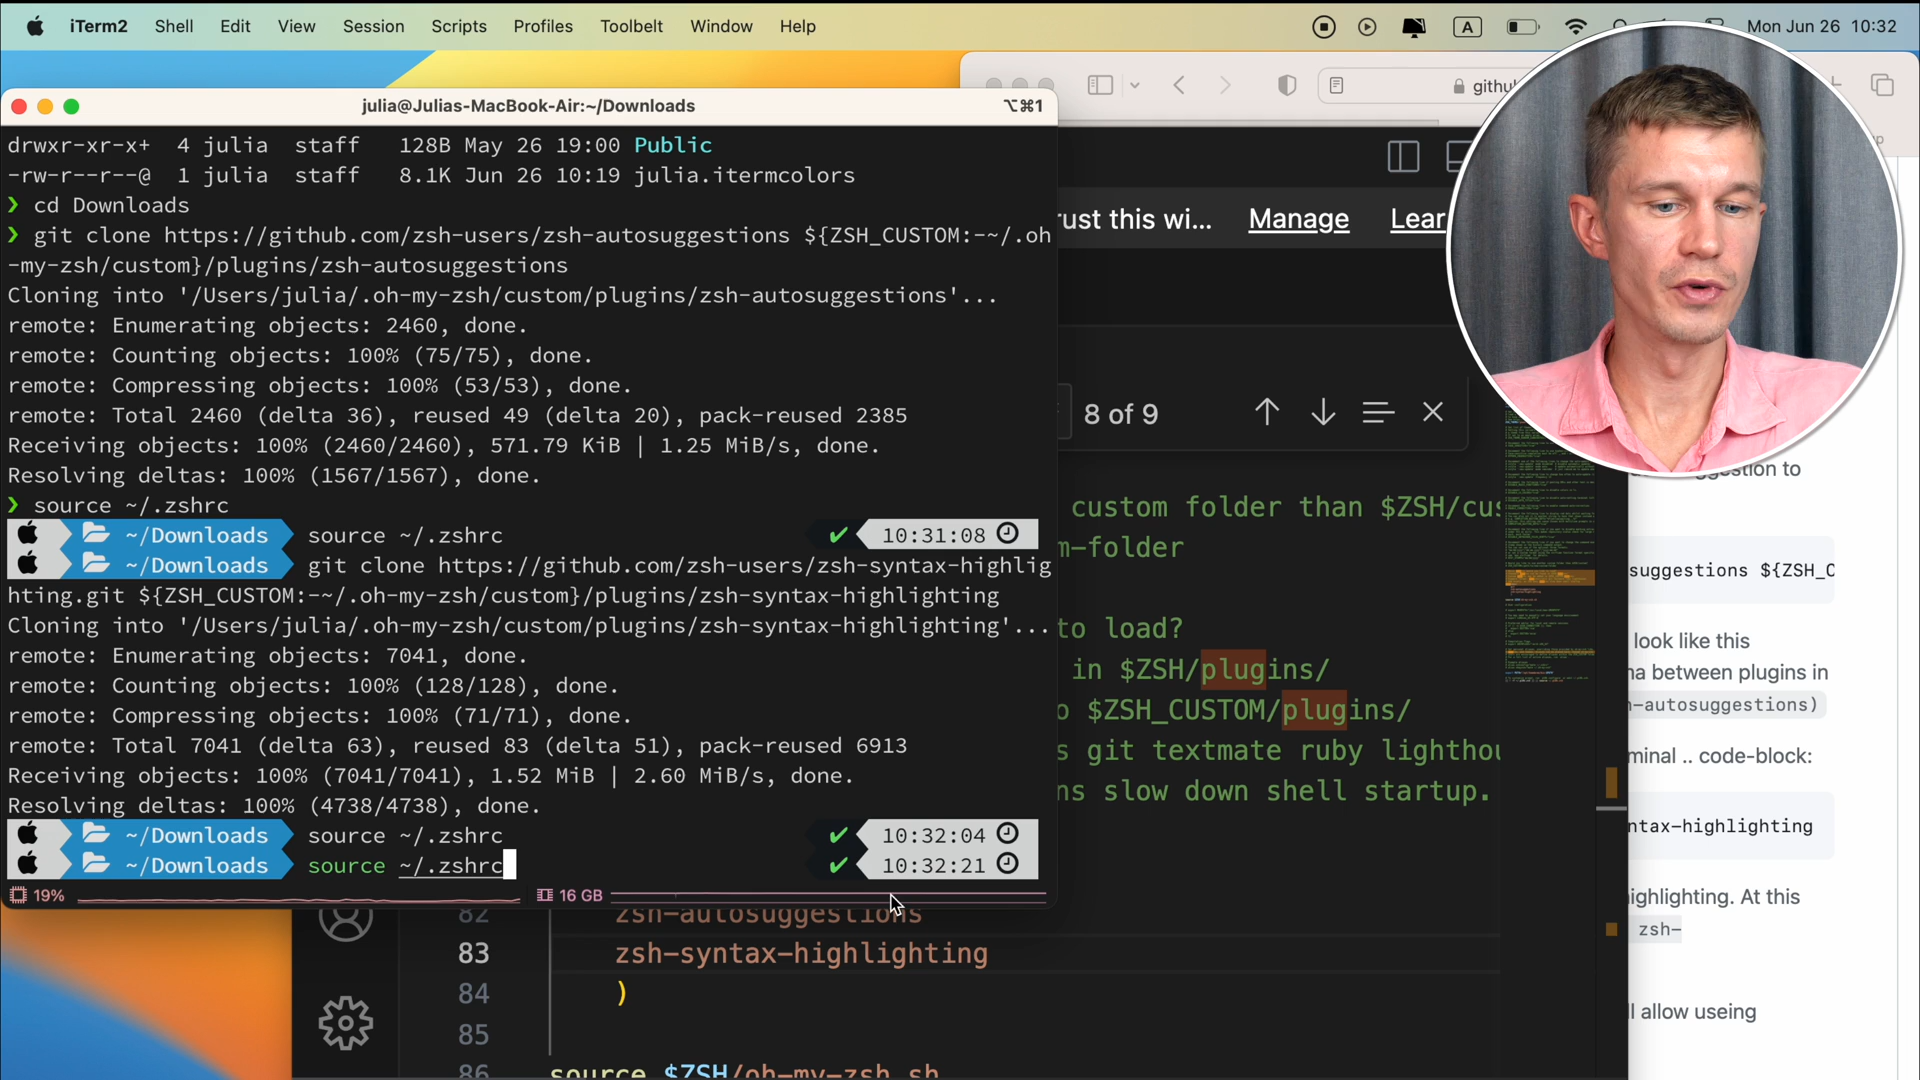 iTerm2 Shell Edit View Session Scripts Profiles Toolbelt Window Help
A
Mon Jun 26 10:32
julia@Julias-MacBook-Air:~/Downloads
⌥⌘1
drwxr-xr-x+ 4 julia staff 128B May 26 19:00 Public
-rw-r--r--@ 1 julia staff 8.1K Jun 26 10:19 julia.itermcolors
❯ cd Downloads
❯ git clone https://github.com/zsh-users/zsh-autosuggestions ${ZSH_CUSTOM:-~/.oh
-my-zsh/custom}/plugins/zsh-autosuggestions
Cloning into '/Users/julia/.oh-my-zsh/custom/plugins/zsh-autosuggestions'...
remote: Enumerating objects: 2460, done.
remote: Counting objects: 100% (75/75), done.
remote: Compressing objects: 100% (53/53), done.
remote: Total 2460 (delta 36), reused 49 (delta 20), pack-reused 2385
Receiving objects: 100% (2460/2460), 571.79 KiB | 1.25 MiB/s, done.
Resolving deltas: 100% (1567/1567), done.
❯ source ~/.zshrc
~/Downloads source ~/.zshrc ✔ 10:31:08
~/Downloads git clone https://github.com/zsh-users/zsh-syntax-highlig
hting.git ${ZSH_CUSTOM:-~/.oh-my-zsh/custom}/plugins/zsh-syntax-highlighting
Cloning into '/Users/julia/.oh-my-zsh/custom/plugins/zsh-syntax-highlighting'...
remote: Enumerating objects: 7041, done.
remote: Counting objects: 100% (128/128), done.
remote: Compressing objects: 100% (71/71), done.
remote: Total 7041 (delta 63), reused 83 (delta 51), pack-reused 6913
Receiving objects: 100% (7041/7041), 1.52 MiB | 2.60 MiB/s, done.
Resolving deltas: 100% (4738/4738), done.
~/Downloads source ~/.zshrc ✔ 10:32:04
~/Downloads source ~/.zshrc ✔ 10:32:21
19%
16 GB
githu
rust this wi... Manage Lear
8 of 9
custom folder than $ZSH/cus
m-folder
to load?
in $ZSH/plugins/
o $ZSH_CUSTOM/plugins/
s git textmate ruby lighthou
ns slow down shell startup.
82 zsh-autosuggestions
83 zsh-syntax-highlighting
84 )
85
86 source $ZSH/oh-my-zsh.sh
gestion to
suggestions ${ZSH_C
look like this
na between plugins in
h-autosuggestions)
minal .. code-block:
ntax-highlighting
ighlighting. At this
zsh-
ll allow useing